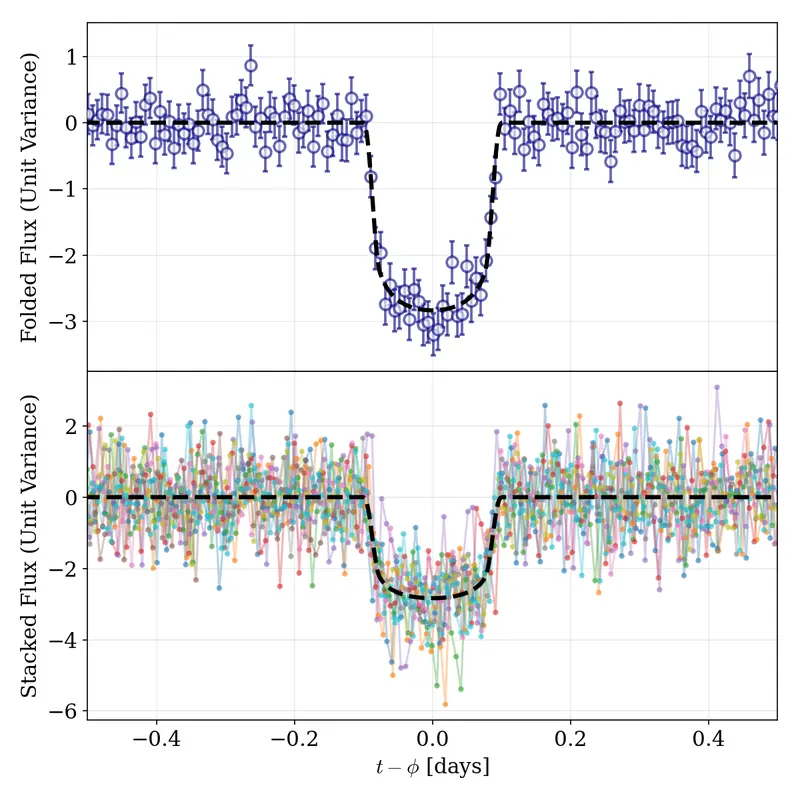 Folded Flux (Unit Variance)
1
0
−1
−2
−3
Stacked Flux (Unit Variance)
2
0
−2
−4
−6
−0.4 −0.2 0.0 0.2 0.4
t − ϕ [days]